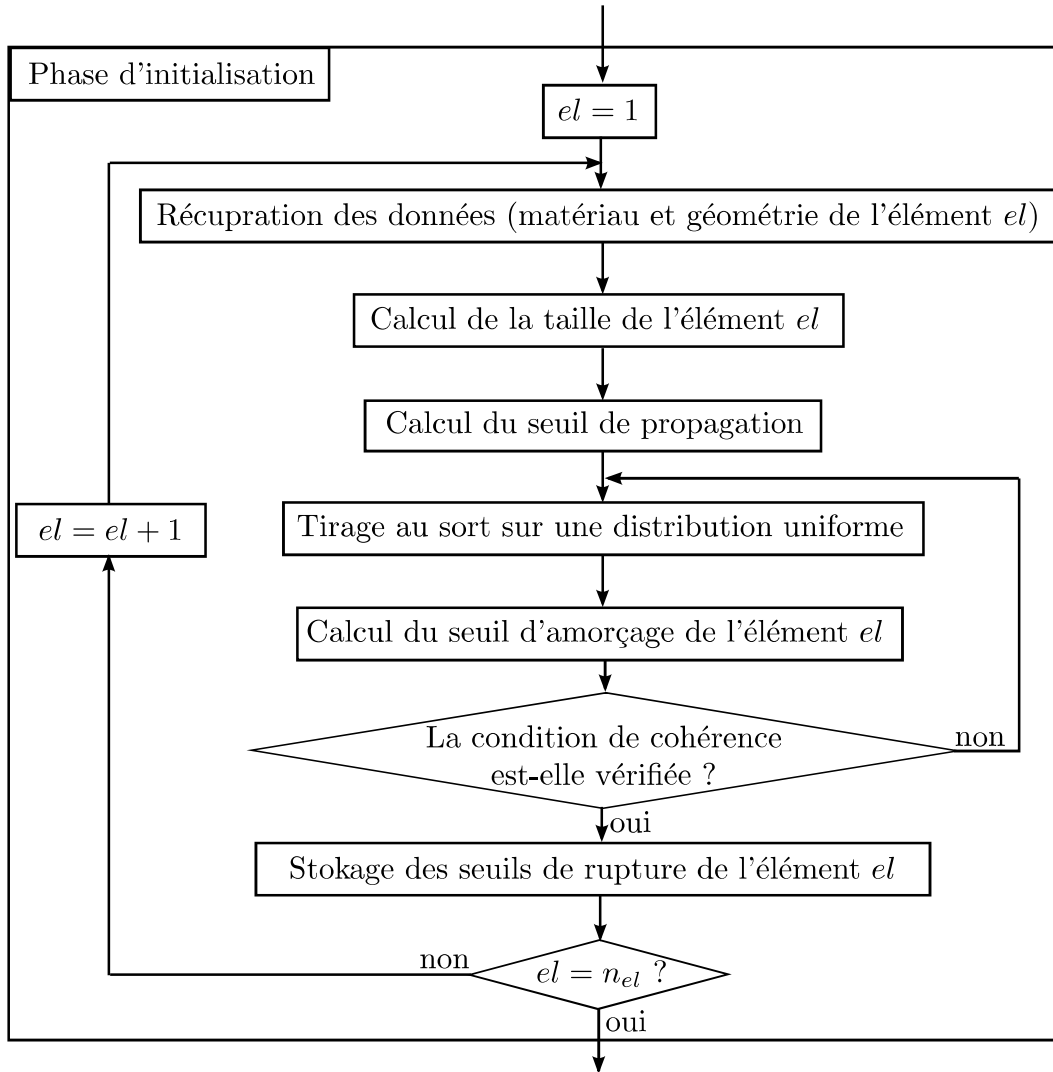 Phase d'initialisation
el = 1
Récupration des données (matériau et géométrie de l'élément el)
Calcul de la taille de l'élément el
Calcul du seuil de propagation
Tirage au sort sur une distribution uniforme
el = el + 1
Calcul du seuil d'amorçage de l'élément el
La condition de cohérence
est-elle vérifiée ?
non
oui
Stokage des seuils de rupture de l'élément el
non
el = n_{el} ?
oui